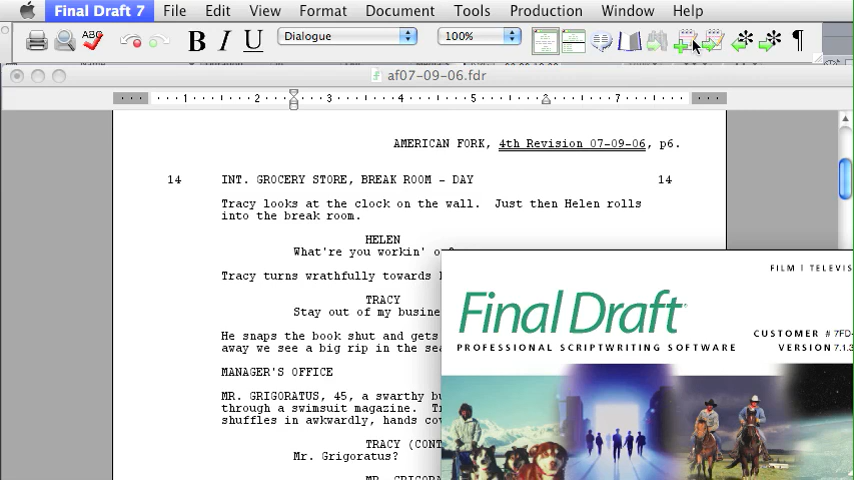 Final Draft 7 File Edit View Format Document Tools Production Window Help
ABC B I U Dialogue 100% ¶
af07-09-06.fdr
1 2 3 4 5 7
AMERICAN FORK, 4th Revision 07-09-06, p6.
14 INT. GROCERY STORE, BREAK ROOM - DAY 14
Tracy looks at the clock on the wall. Just then Helen rolls
into the break room.
HELEN
What're you workin'
Tracy turns wrathfully towards
TRACY
Stay out of my
He snaps the book shut and gets
away we see a big rip in the
MANAGER'S OFFICE
MR. GRIGORATUS, 45, a swarthy
through a swimsuit magazine.
shuffles in awkwardly, hands
TRACY
Mr. Grigoratus?
FILM | TELEVIS
Final Draft
CUSTOMER # 7FD-
PROFESSIONAL SCRIPTWRITING SOFTWARE
VERSION 7.1.3